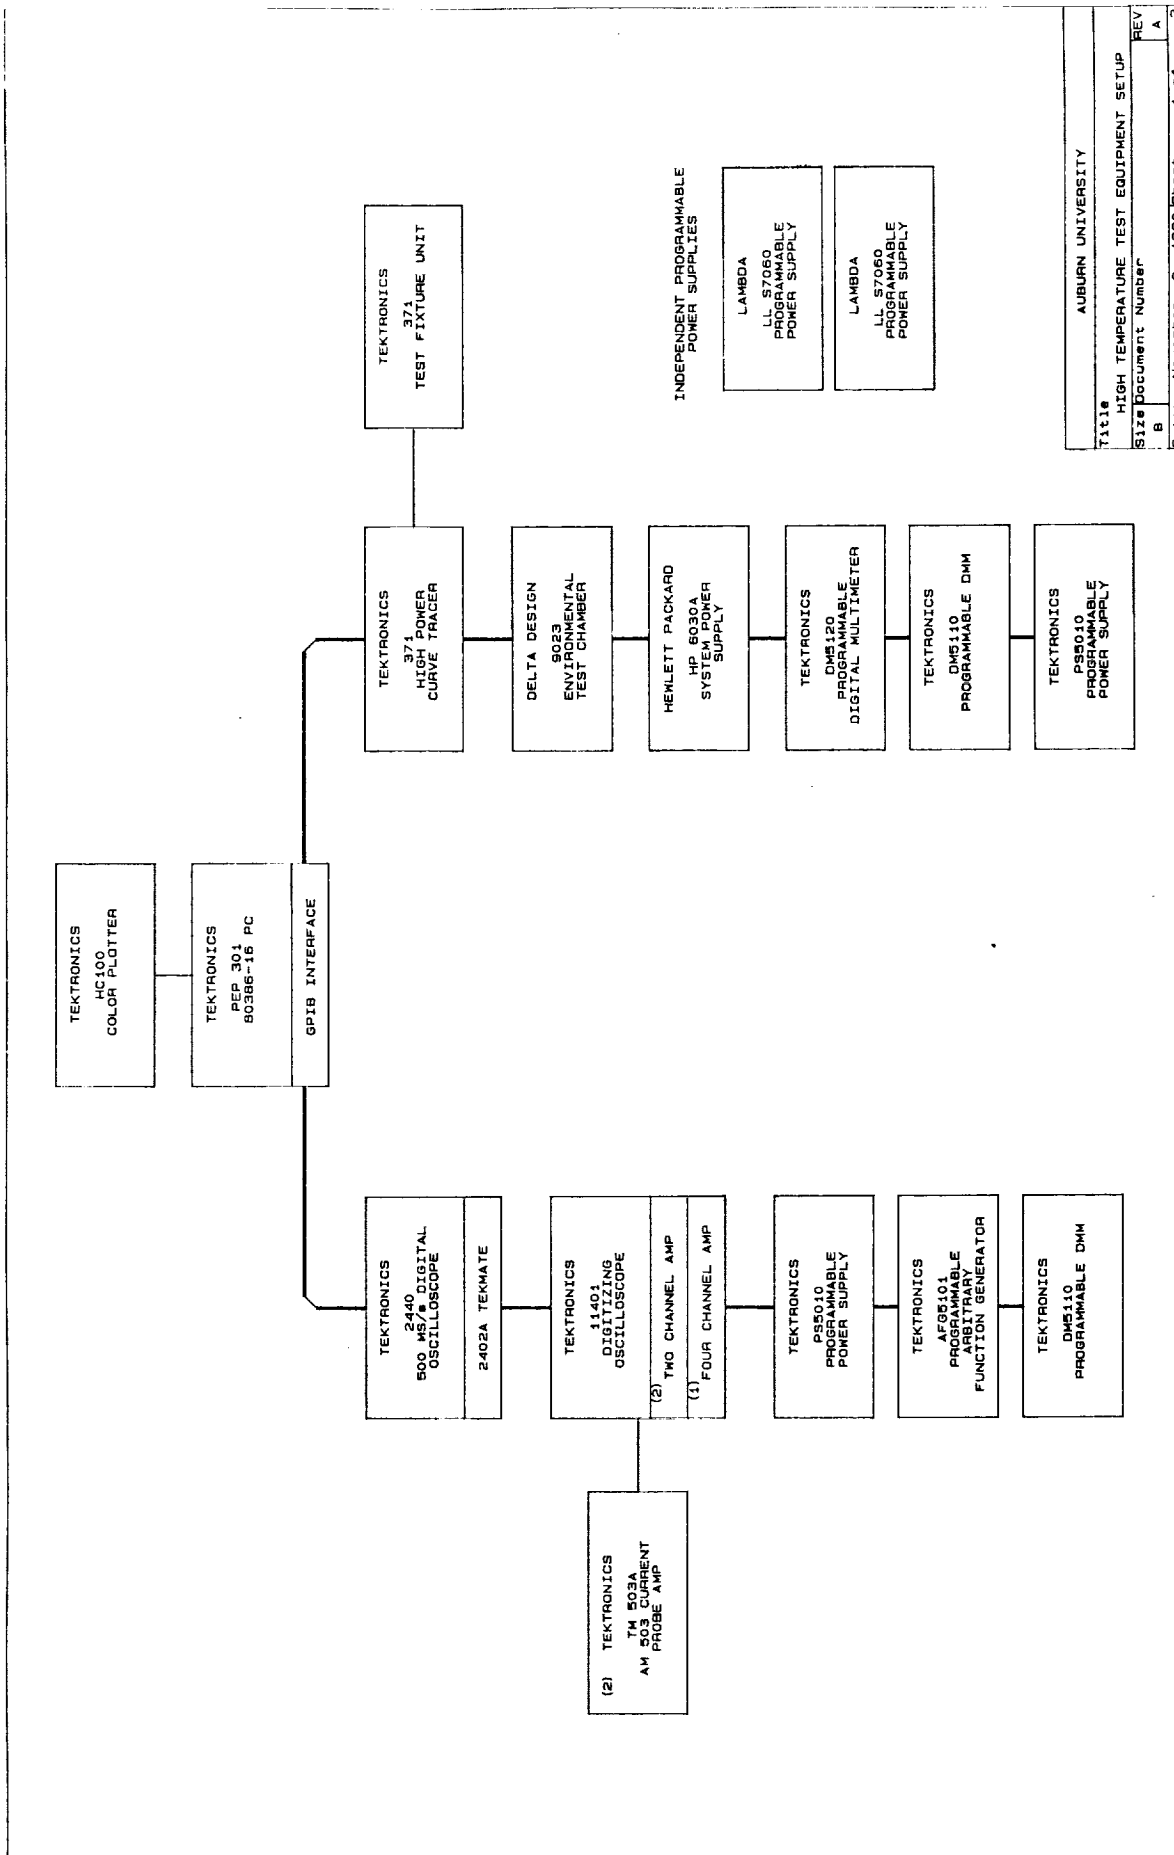 TEKTRONICS
HC100
COLOR PLOTTER
TEKTRONICS
PEP 301
80386-16 PC
GPIB INTERFACE
TEKTRONICS
2440
500 MS/s DIGITAL
OSCILLOSCOPE
2402A TEKMATE
TEKTRONICS
11401
DIGITIZING
OSCILLOSCOPE
(2) TWO CHANNEL AMP
(1) FOUR CHANNEL AMP
(2) TEKTRONICS
TM 503A
AM 503 CURRENT
PROBE AMP
TEKTRONICS
PS5010
PROGRAMMABLE
POWER SUPPLY
TEKTRONICS
AFG5101
PROGRAMMABLE
ARBITRARY
FUNCTION GENERATOR
TEKTRONICS
DM5110
PROGRAMMABLE DMM
TEKTRONICS
371
HIGH POWER
CURVE TRACER
TEKTRONICS
371
TEST FIXTURE UNIT
DELTA DESIGN
9023
ENVIRONMENTAL
TEST CHAMBER
HEWLETT PACKARD
HP 6030A
SYSTEM POWER
SUPPLY
TEKTRONICS
DM5120
PROGRAMMABLE
DIGITAL MULTIMETER
TEKTRONICS
DM5110
PROGRAMMABLE DMM
TEKTRONICS
PS5010
PROGRAMMABLE
POWER SUPPLY
INDEPENDENT PROGRAMMABLE
POWER SUPPLIES
LAMBDA
LL S7060
PROGRAMMABLE
POWER SUPPLY
LAMBDA
LL S7060
PROGRAMMABLE
POWER SUPPLY
AUBURN UNIVERSITY
Title
HIGH TEMPERATURE TEST EQUIPMENT SETUP
Size Document Number REV
B A